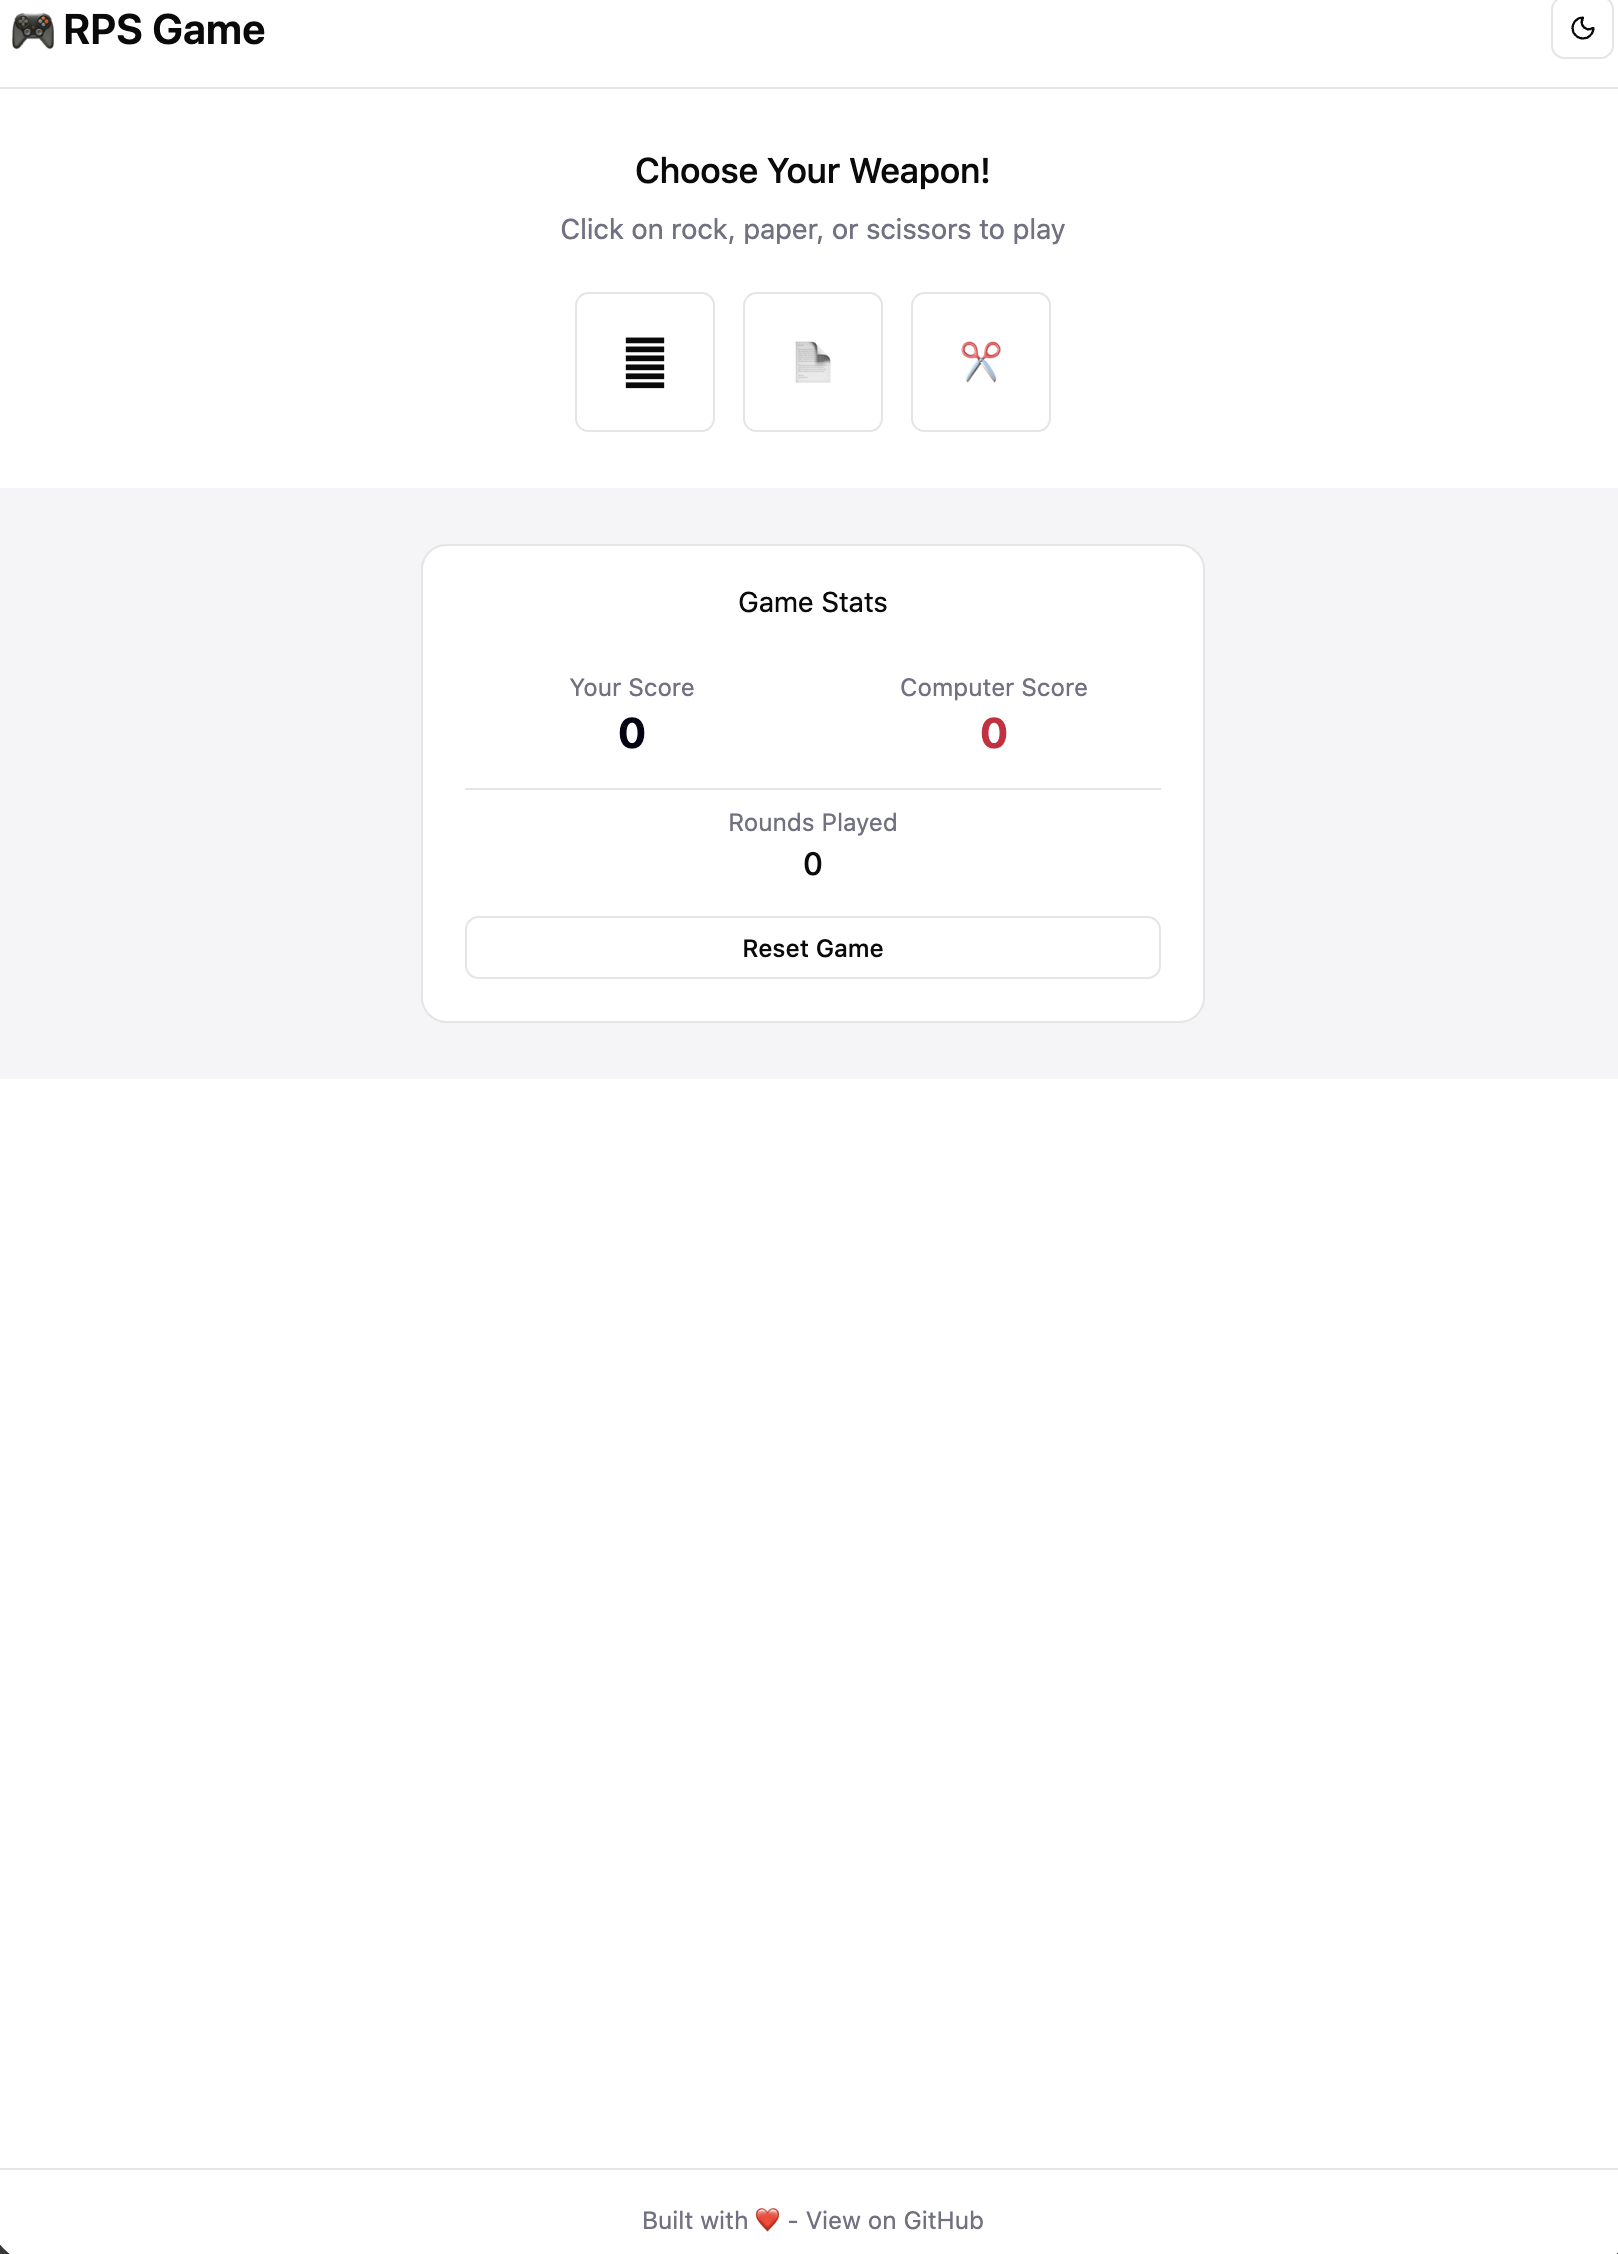 🎮 RPS Game
Choose Your Weapon!
Click on rock, paper, or scissors to play
Game Stats
Your Score
0
Computer Score
0
Rounds Played
0
Reset Game
Built with ❤️ - View on GitHub